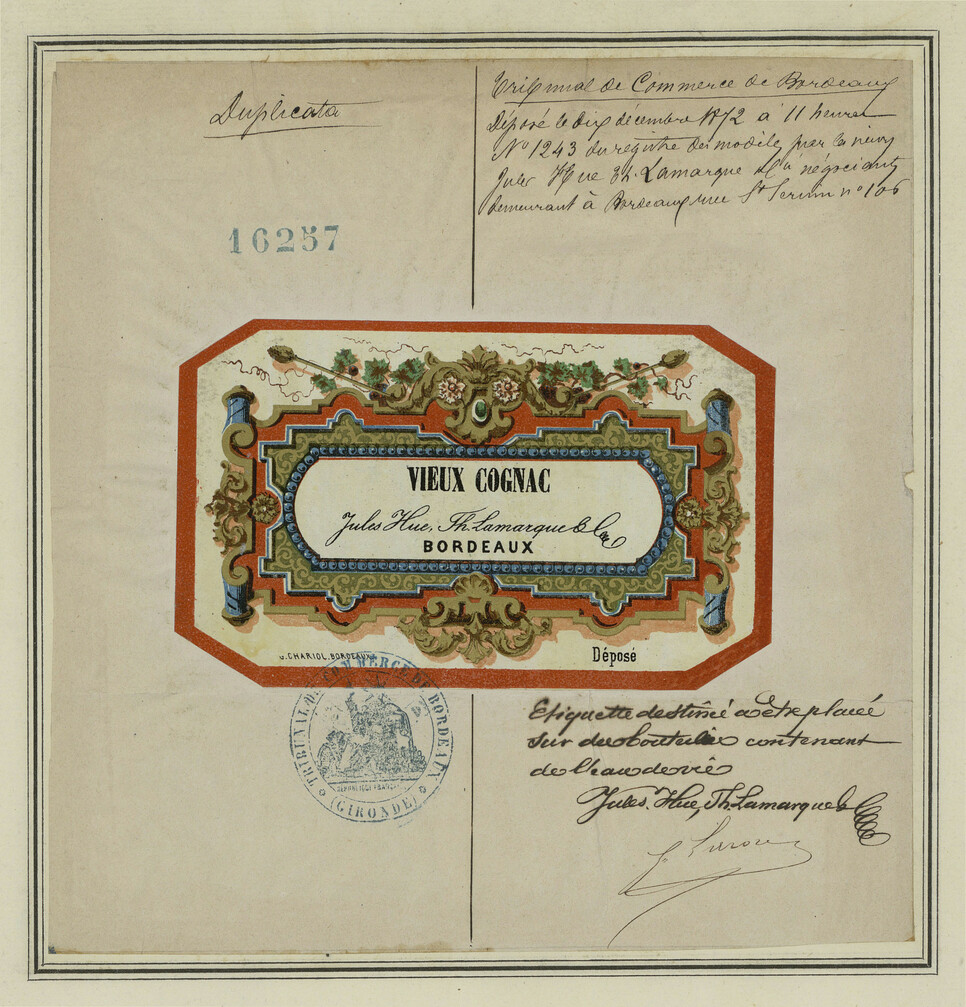 Duplicata
16257
Tribunal de Commerce de Bordeaux
Déposé le dix décembre 1872 à 11 heures
N° 1243 du registre des modèles par les sieurs
Jules Hue Th. Lamarque & Cie négociants
demeurant à Bordeaux rue St Seurin n° 106
VIEUX COGNAC
Jules Hue, Th. Lamarque & Cie
BORDEAUX
G. CHARIOL. BORDEAUX
Déposé
TRIBUNAL DE COMMERCE DE BORDEAUX
RÉPUBLIQUE FRANÇAISE
(GIRONDE)
Etiquette destiné a être placée
sur des bouteilles contenant
de l'eau de vie
Jules. Hue, Th. Lamarque & Cie